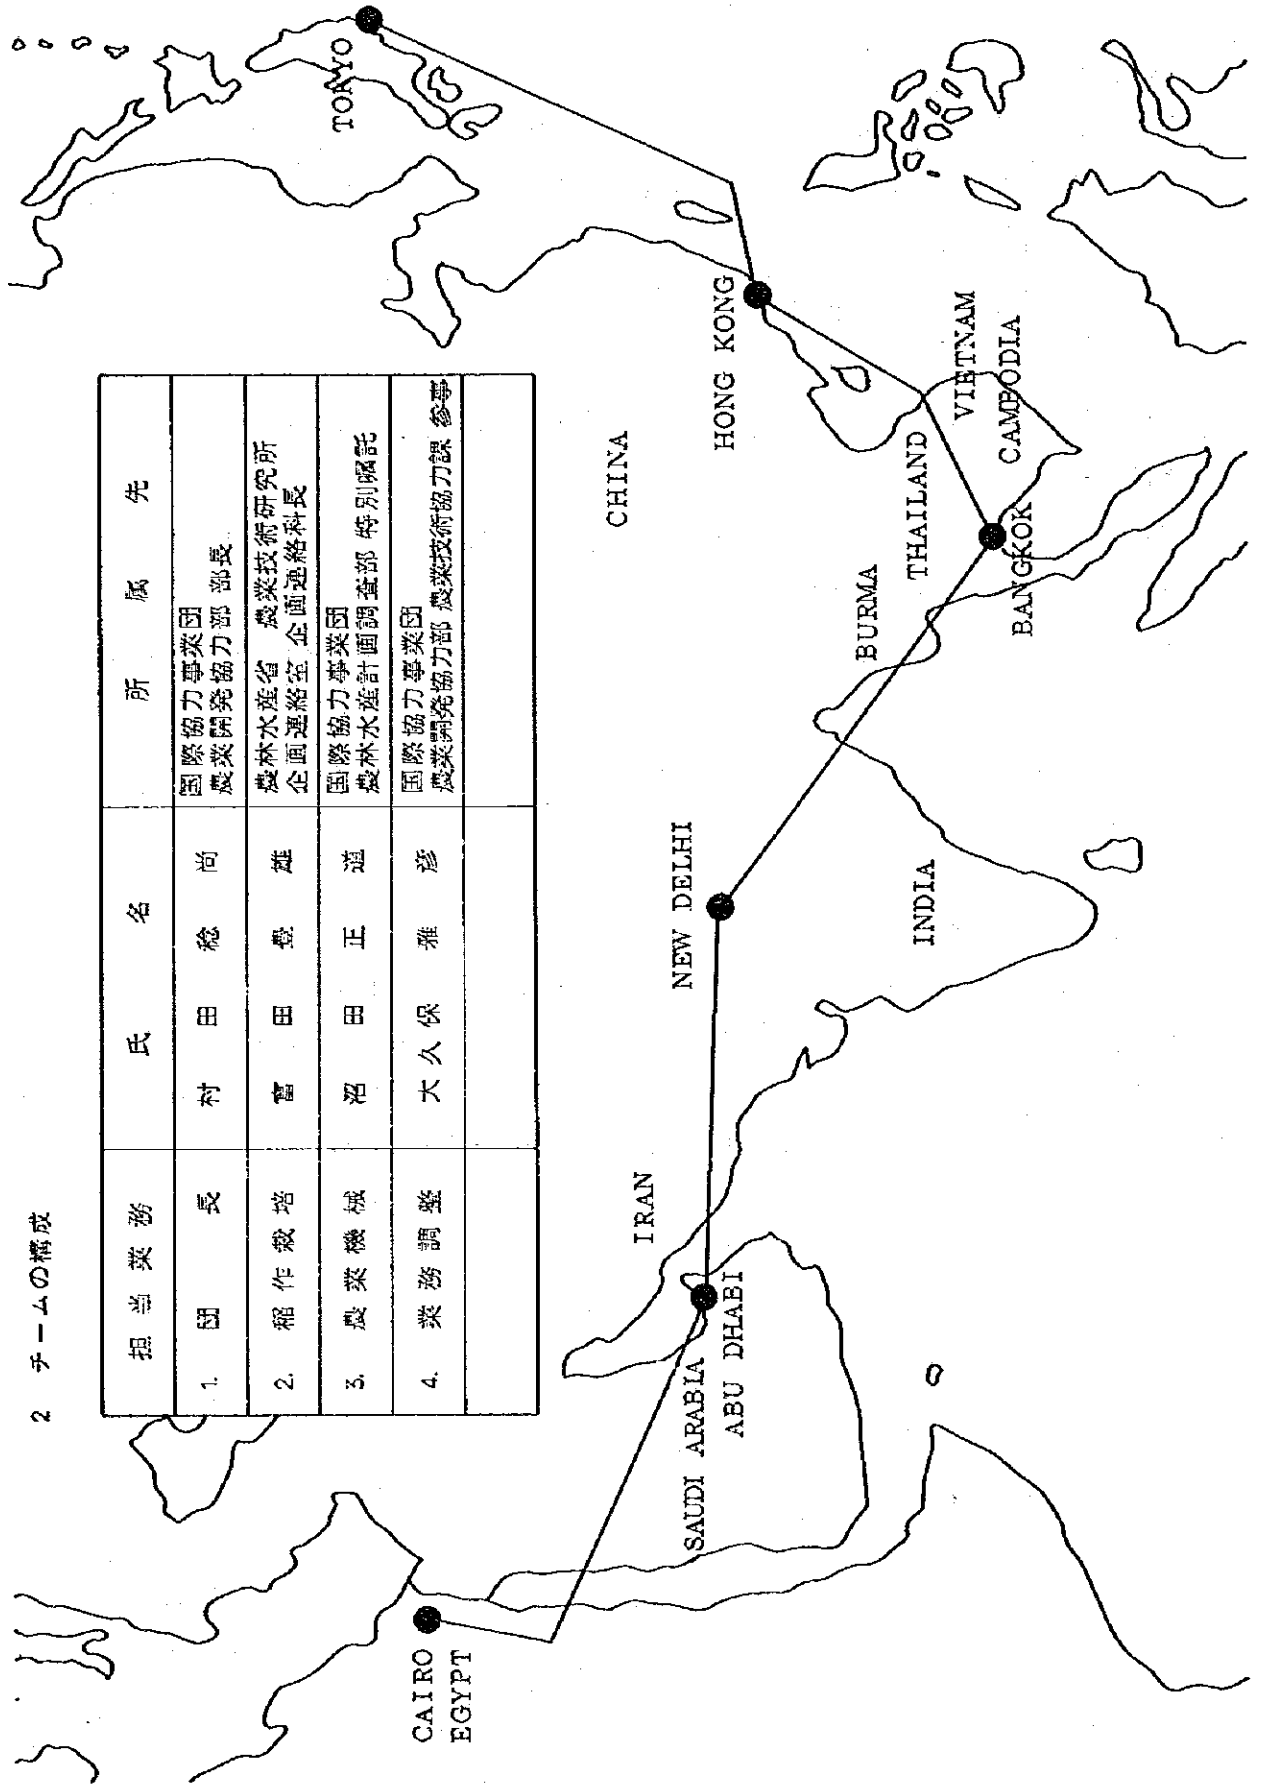 2 チームの構成
担当業務 氏名 所属先
1. 団長 村田稔尚 国際協力事業団
農業開発協力部 部長
2. 稲作栽培 富田豊雄 農林水産省 農業技術研究所
企画連絡室 企画連絡科長
3. 農業機械 沼田正道 国際協力事業団
農林水産計画調査部 特別嘱託
4. 業務調整 大久保雅彦 国際協力事業団
農業開発協力部 農業技術協力課 参事
CAIRO
EGYPT
SAUDI ARABIA
ABU DHABI
IRAN
NEW DELHI
INDIA
BURMA
THAILAND
BANGKOK
CHINA
VIETNAM
CAMBODIA
HONG KONG
TOKYO